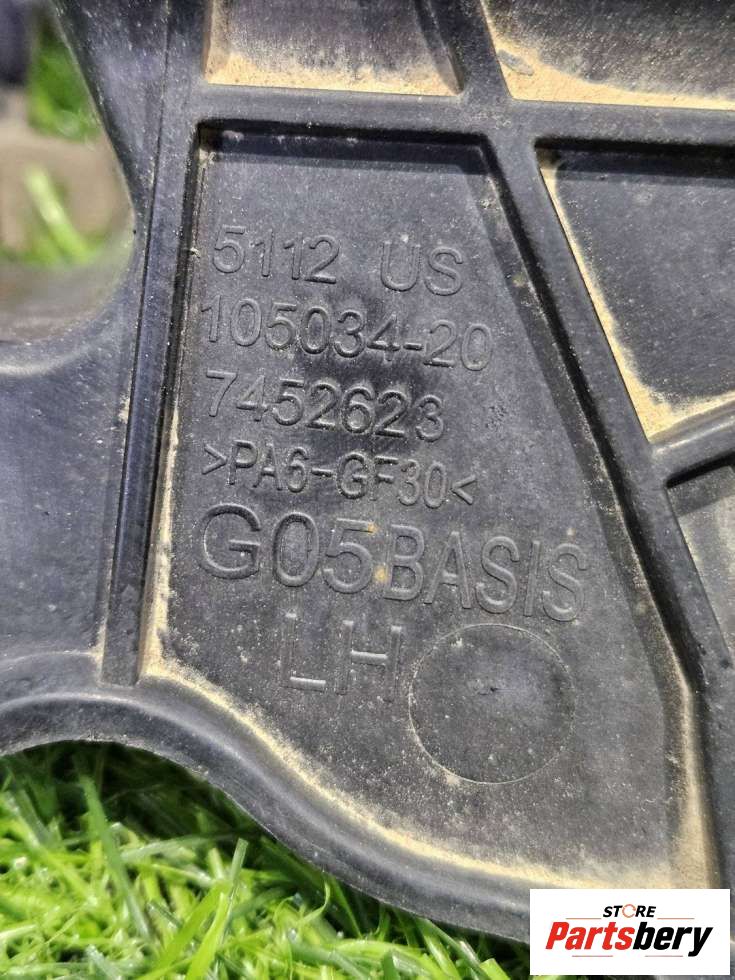 5112 US
105034-20
7452623
>PA6-GF30<
G05BASIS
LH
STORE
Partsbery